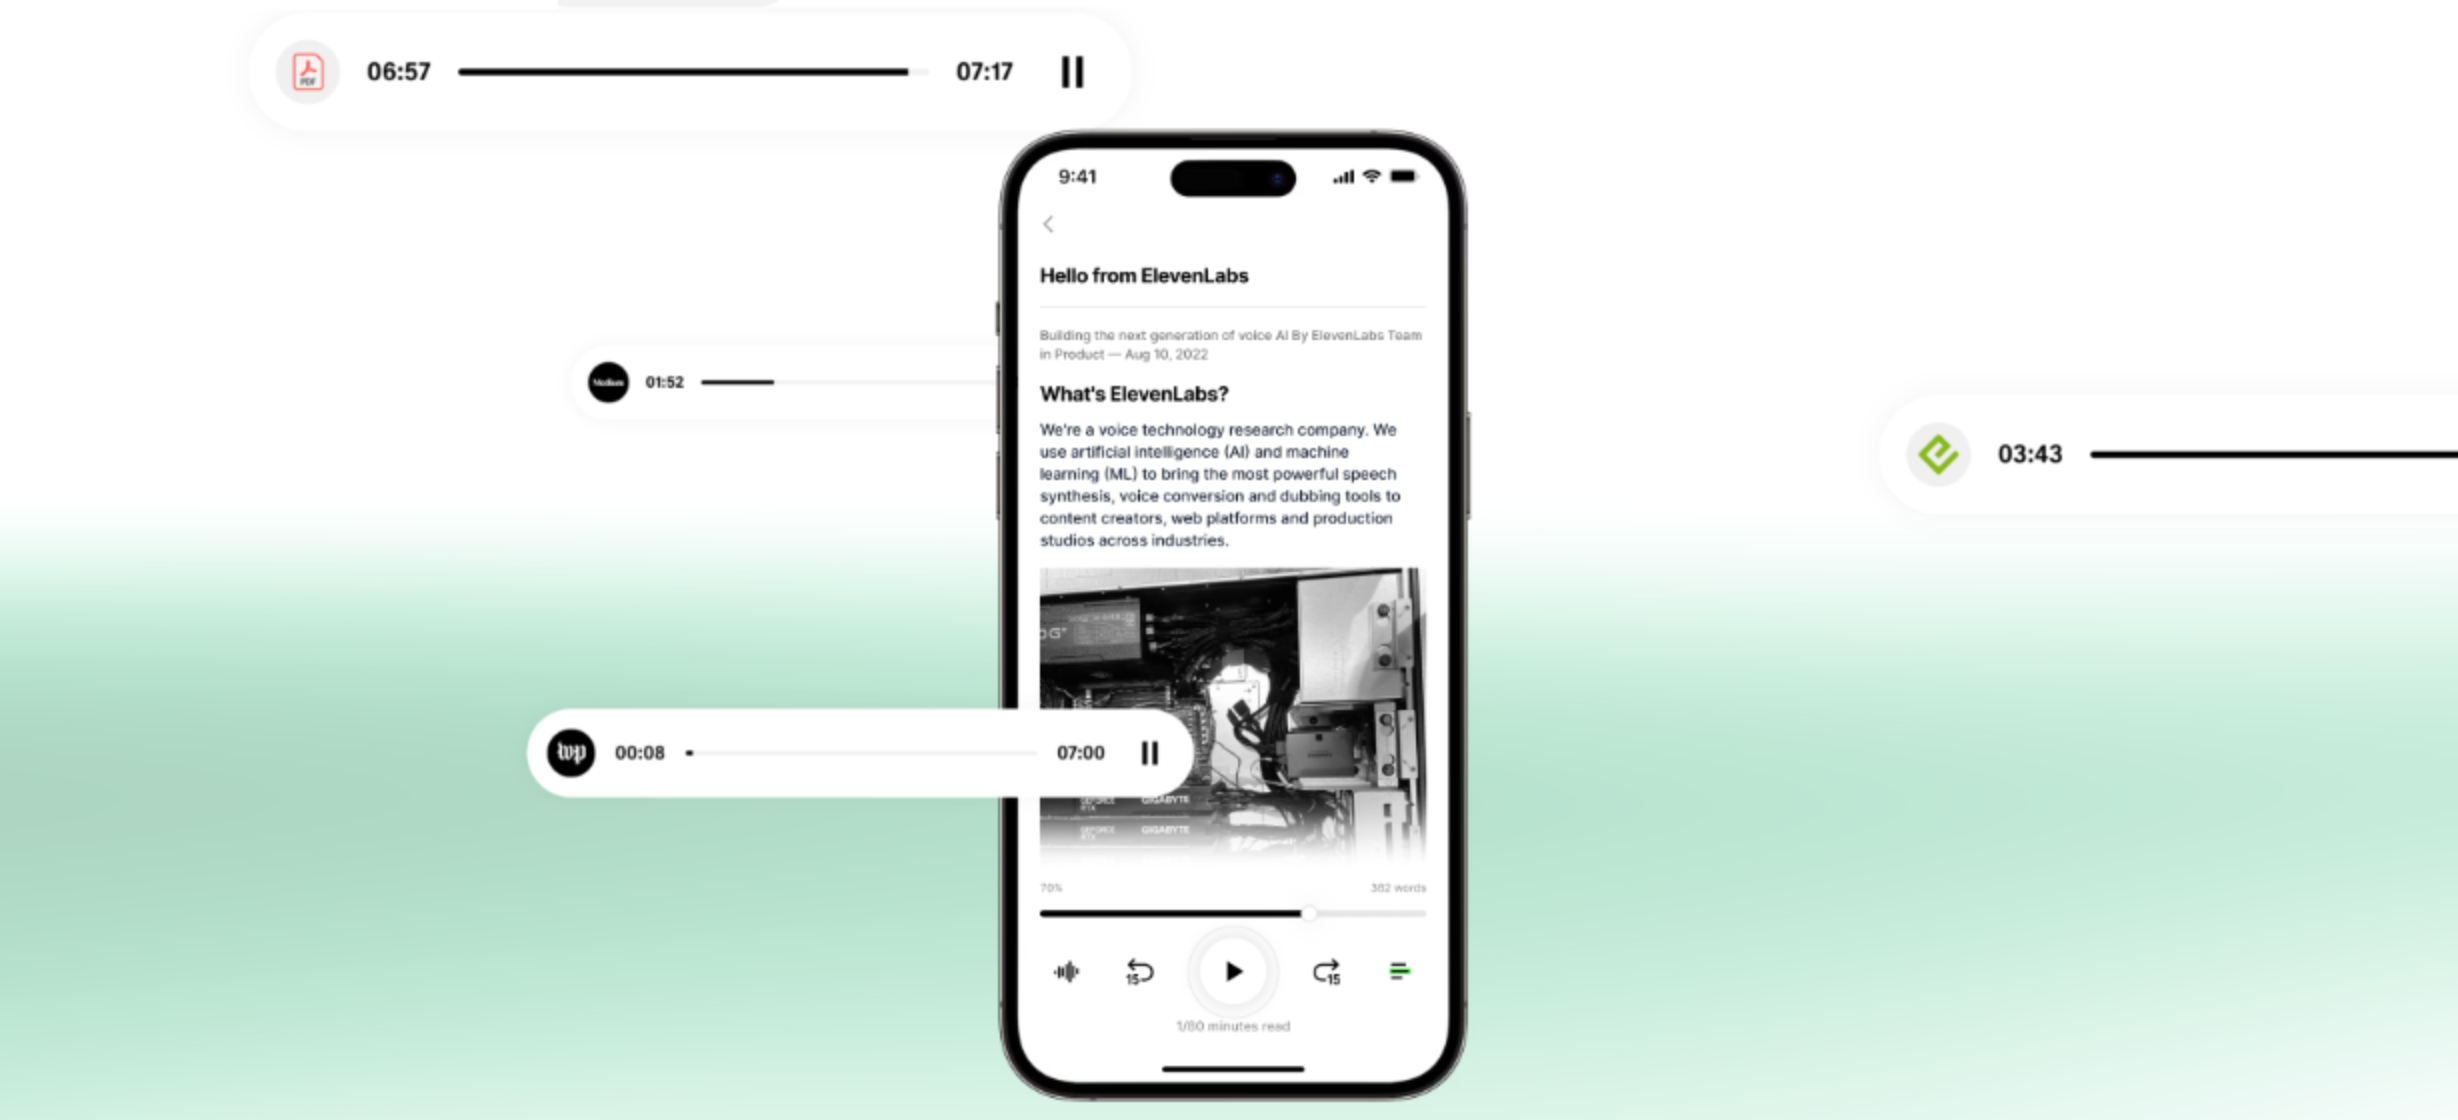 PDF
06:57
07:17
9:41
Hello from ElevenLabs
Building the next generation of voice AI By ElevenLabs Team
in Product — Aug 10, 2022
Medium
01:52
What's ElevenLabs?
We're a voice technology research company. We
use artificial intelligence (AI) and machine
learning (ML) to bring the most powerful speech
synthesis, voice conversion and dubbing tools to
content creators, web platforms and production
studios across industries.
03:43
wp
00:08
07:00
GEFORCE
RTX
GIGABYTE
GEFORCE
RTX
GIGABYTE
70%
382 words
15
15
1/80 minutes read